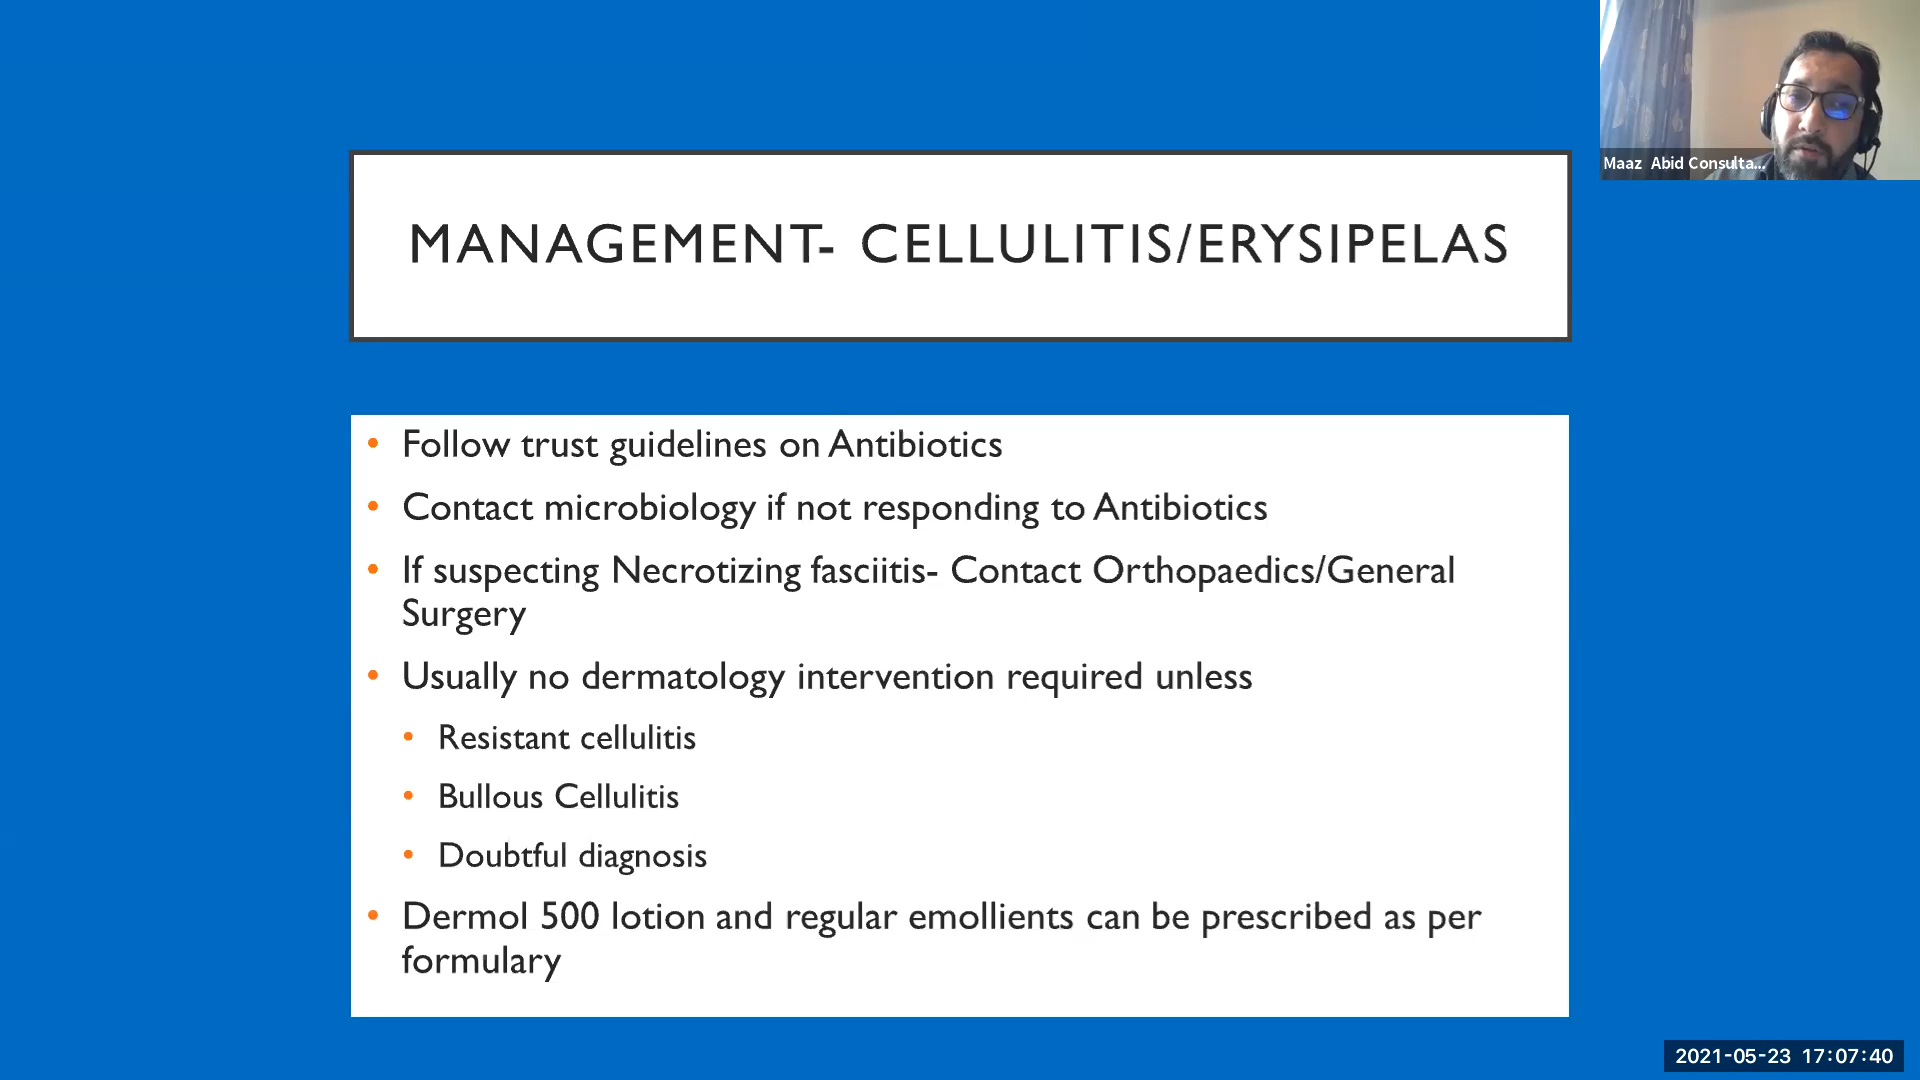 Maaz Abid Consulta...
MANAGEMENT- CELLULITIS/ERYSIPELAS
• Follow trust guidelines on Antibiotics
• Contact microbiology if not responding to Antibiotics
• If suspecting Necrotizing fasciitis- Contact Orthopaedics/General
Surgery
• Usually no dermatology intervention required unless
• Resistant cellulitis
• Bullous Cellulitis
• Doubtful diagnosis
• Dermol 500 lotion and regular emollients can be prescribed as per
formulary
2021-05-23 17:07:40